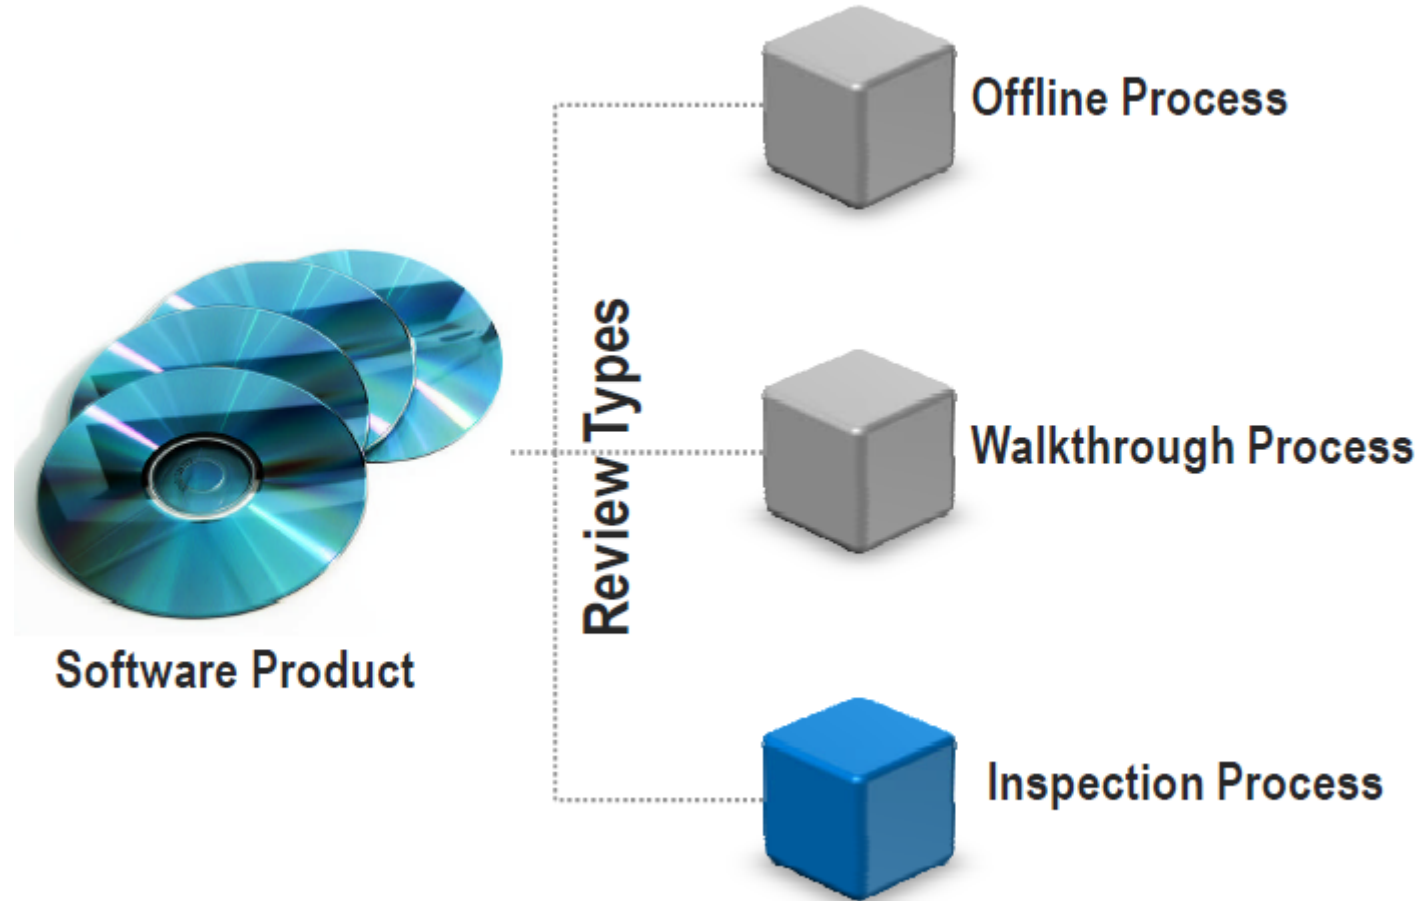 Offline Process
Review Types
Walkthrough Process
Software Product
Inspection Process